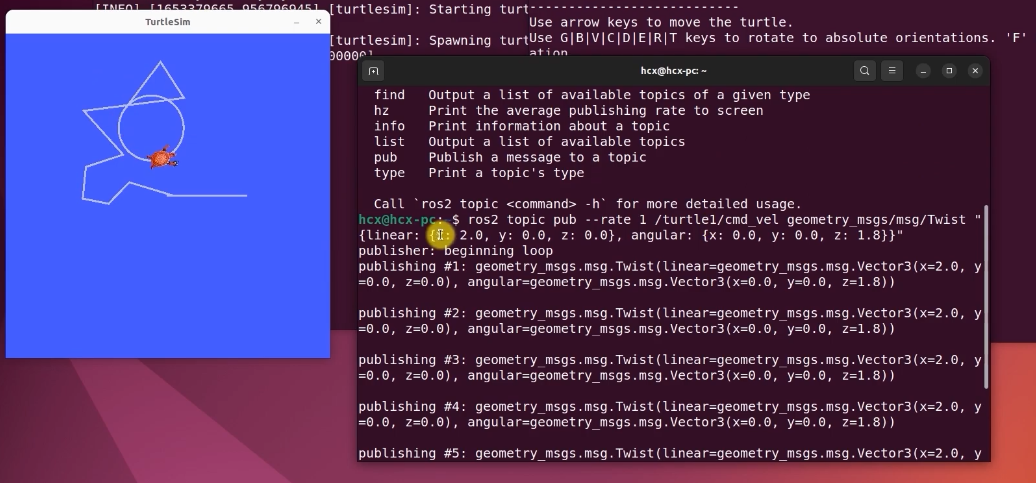 [INFO] [1653379665.956796945] [turtlesim]: Starting turt
---------------------------
TurtleSim
Use arrow keys to move the turtle.
[turtlesim]: Spawning turt
Use G|B|V|C|D|E|R|T keys to rotate to absolute orientations. 'F'
00000]
ation
hcx@hcx-pc: ~
find Output a list of available topics of a given type
hz Print the average publishing rate to screen
info Print information about a topic
list Output a list of available topics
pub Publish a message to a topic
type Print a topic's type
Call `ros2 topic <command> -h` for more detailed usage.
hcx@hcx-pc:~$ ros2 topic pub --rate 1 /turtle1/cmd_vel geometry_msgs/msg/Twist "
{linear: {x: 2.0, y: 0.0, z: 0.0}, angular: {x: 0.0, y: 0.0, z: 1.8}}"
publisher: beginning loop
publishing #1: geometry_msgs.msg.Twist(linear=geometry_msgs.msg.Vector3(x=2.0, y
=0.0, z=0.0), angular=geometry_msgs.msg.Vector3(x=0.0, y=0.0, z=1.8))
publishing #2: geometry_msgs.msg.Twist(linear=geometry_msgs.msg.Vector3(x=2.0, y
=0.0, z=0.0), angular=geometry_msgs.msg.Vector3(x=0.0, y=0.0, z=1.8))
publishing #3: geometry_msgs.msg.Twist(linear=geometry_msgs.msg.Vector3(x=2.0, y
=0.0, z=0.0), angular=geometry_msgs.msg.Vector3(x=0.0, y=0.0, z=1.8))
publishing #4: geometry_msgs.msg.Twist(linear=geometry_msgs.msg.Vector3(x=2.0, y
=0.0, z=0.0), angular=geometry_msgs.msg.Vector3(x=0.0, y=0.0, z=1.8))
publishing #5: geometry_msgs.msg.Twist(linear=geometry_msgs.msg.Vector3(x=2.0, y